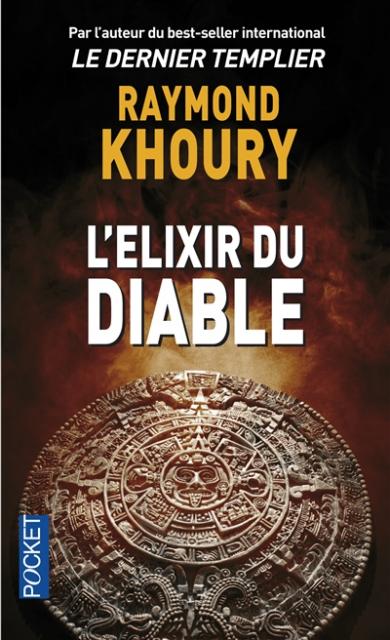 Par l'auteur du best-seller international
LE DERNIER TEMPLIER
RAYMOND
KHOURY
L'ELIXIR DU
DIABLE
POCKET